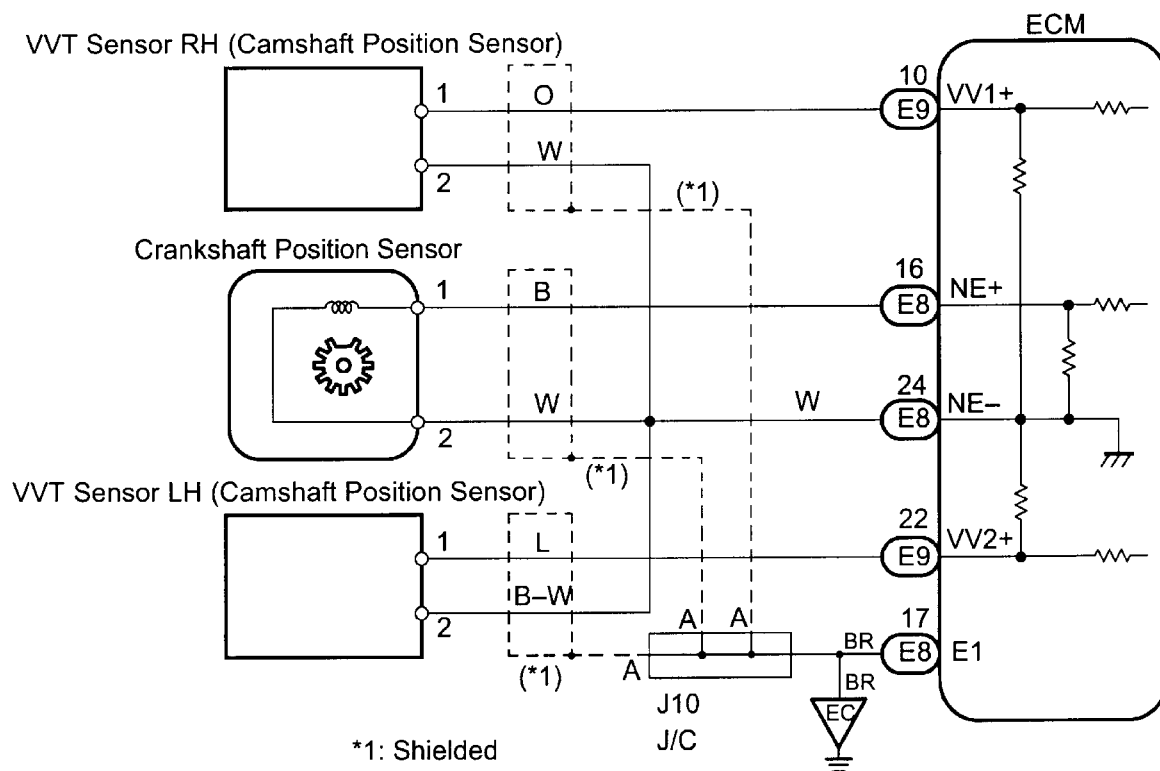 ECM
VVT Sensor RH (Camshaft Position Sensor)
1
O
10
E9
VV1+
W
2
(*1)
Crankshaft Position Sensor
1
B
16
E8
NE+
W
W
24
E8
NE–
2
(*1)
VVT Sensor LH (Camshaft Position Sensor)
1
L
22
E9
VV2+
B–W
2
A
A
17
BR
E8
E1
(*1)
A
BR
J10
EC
J/C
*1: Shielded